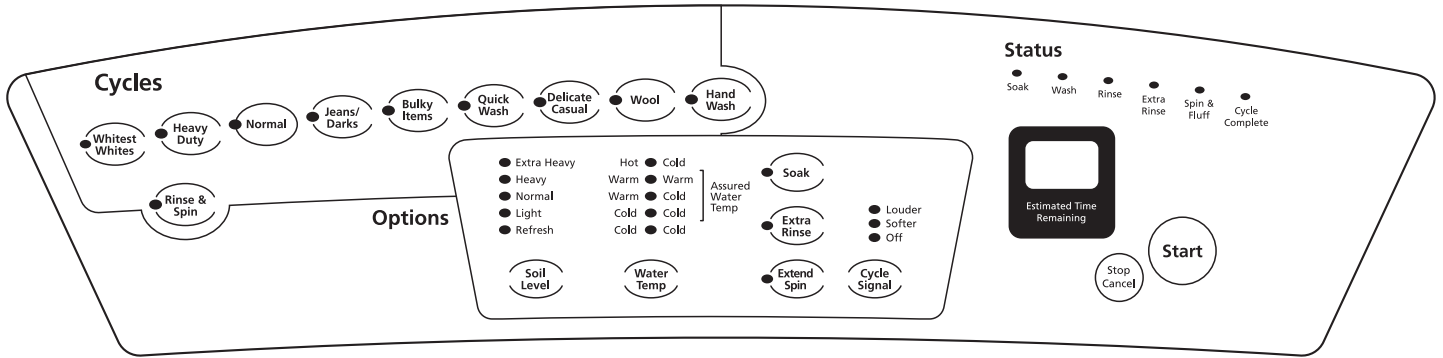 Cycles
Whitest
Whites
Heavy
Duty
Normal
Jeans/
Darks
Bulky
Items
Quick
Wash
Delicate
Casual
Wool
Hand
Wash
Rinse &
Spin
Options
Extra Heavy
Heavy
Normal
Light
Refresh
Soil
Level
Hot Cold
Warm Warm
Warm Cold
Cold Cold
Cold Cold
Assured
Water
Temp
Water
Temp
Soak
Extra
Rinse
Extend
Spin
Louder
Softer
Off
Cycle
Signal
Status
Soak
Wash
Rinse
Extra
Rinse
Spin &
Fluff
Cycle
Complete
Estimated Time
Remaining
Stop
Cancel
Start